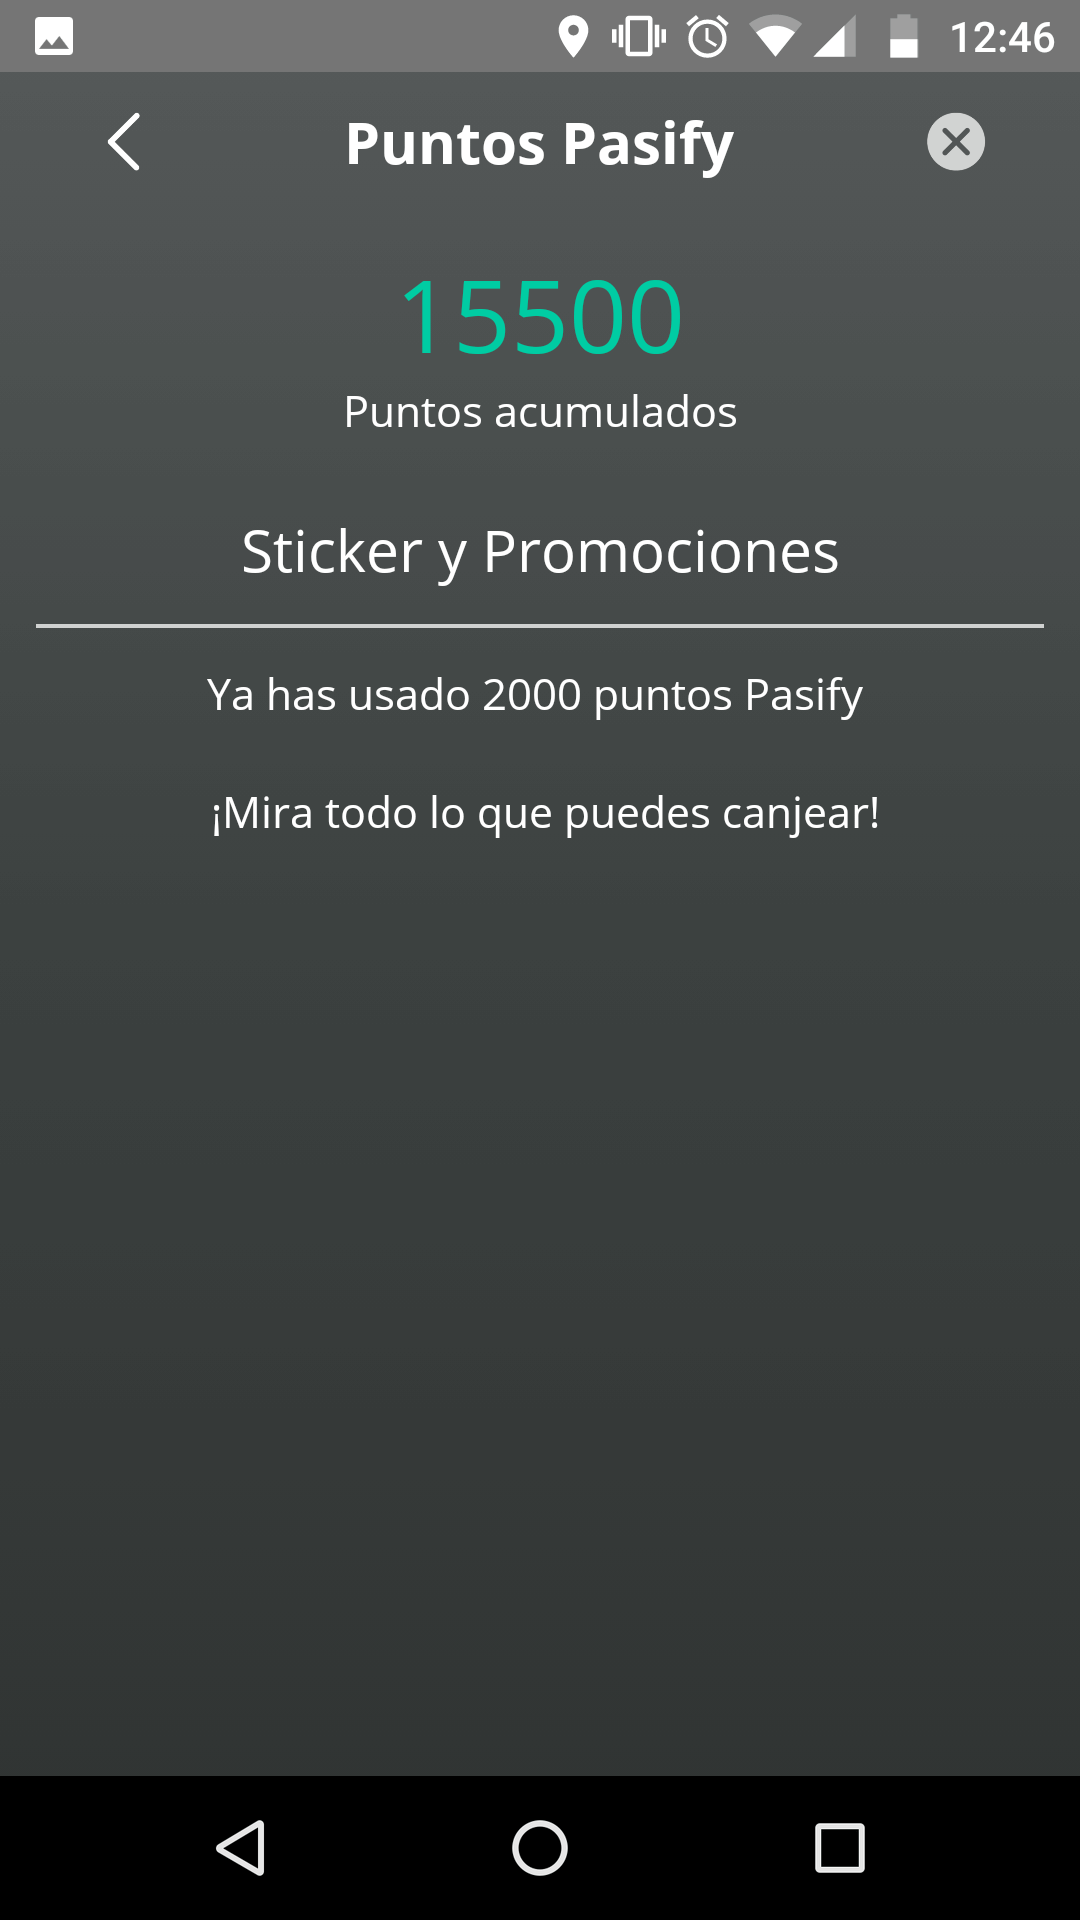 12:46
Puntos Pasify
15500
Puntos acumulados
Sticker y Promociones
Ya has usado 2000 puntos Pasify
¡Mira todo lo que puedes canjear!